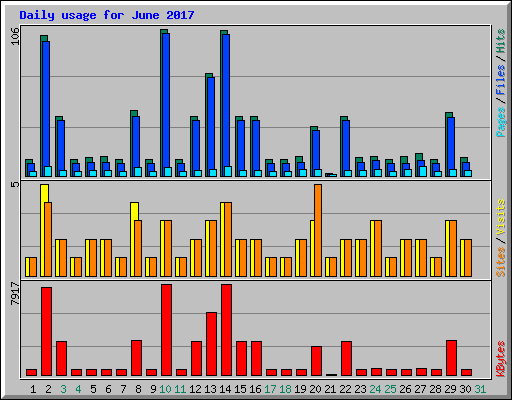 Daily usage for June 2017
106
Pages / Files / Hits
5
Sites / Visits
7917
KBytes
1 2 3 4 5 6 7 8 9 10 11 12 13 14 15 16 17 18 19 20 21 22 23 24 25 26 27 28 29 30 31